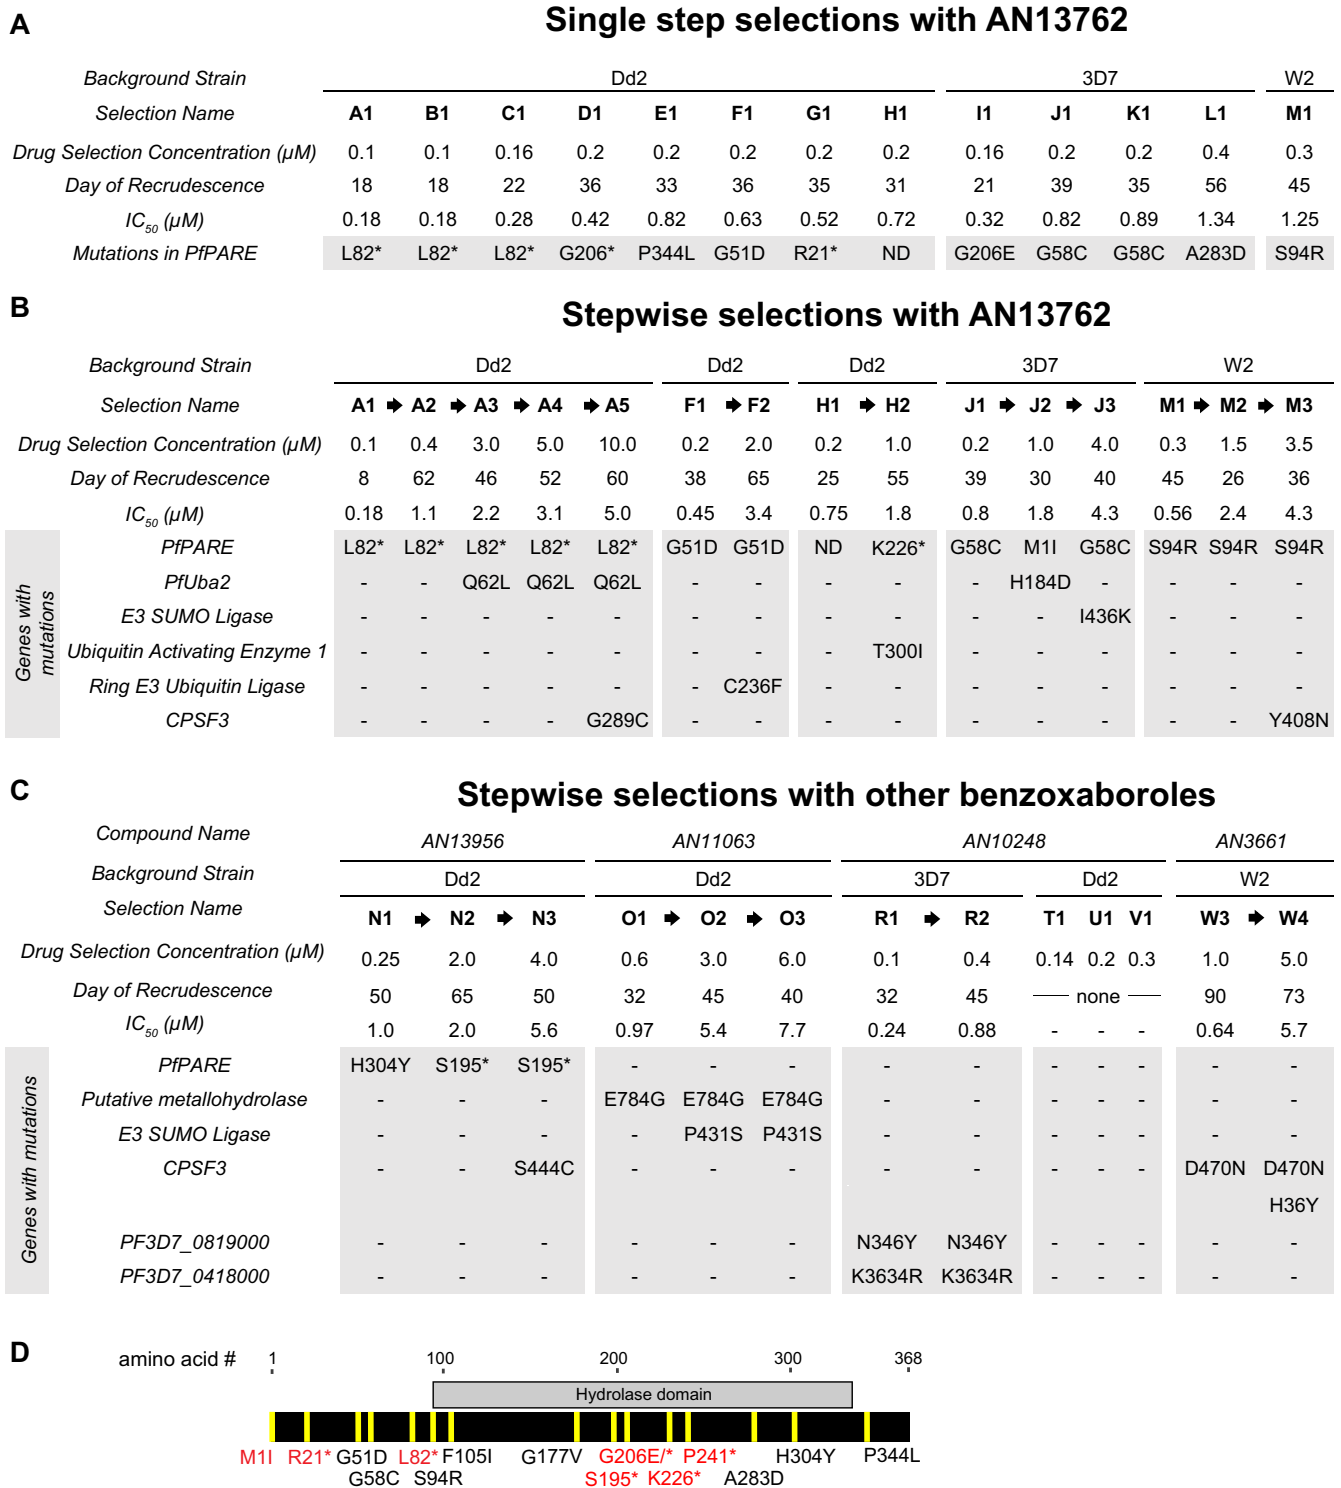 A
Single step selections with AN13762
Background Strain Dd2 3D7 W2
Selection Name A1 B1 C1 D1 E1 F1 G1 H1 I1 J1 K1 L1 M1
Drug Selection Concentration (µM) 0.1 0.1 0.16 0.2 0.2 0.2 0.2 0.2 0.16 0.2 0.2 0.4 0.3
Day of Recrudescence 18 18 22 36 33 36 35 31 21 39 35 56 45
IC50 (µM) 0.18 0.18 0.28 0.42 0.82 0.63 0.52 0.72 0.32 0.82 0.89 1.34 1.25
Mutations in PfPARE L82* L82* L82* G206* P344L G51D R21* ND G206E G58C G58C A283D S94R
B
Stepwise selections with AN13762
Background Strain Dd2 Dd2 Dd2 3D7 W2
Selection Name A1 → A2 → A3 → A4 → A5 F1 → F2 H1 → H2 J1 → J2 → J3 M1 → M2 → M3
Drug Selection Concentration (µM) 0.1 0.4 3.0 5.0 10.0 0.2 2.0 0.2 1.0 0.2 1.0 4.0 0.3 1.5 3.5
Day of Recrudescence 8 62 46 52 60 38 65 25 55 39 30 40 45 26 36
IC50 (µM) 0.18 1.1 2.2 3.1 5.0 0.45 3.4 0.75 1.8 0.8 1.8 4.3 0.56 2.4 4.3
Genes with mutations
PfPARE L82* L82* L82* L82* L82* G51D G51D ND K226* G58C M1I G58C S94R S94R S94R
PfUba2 - - Q62L Q62L Q62L - - - - - H184D - - - -
E3 SUMO Ligase - - - - - - - - - - - I436K - - -
Ubiquitin Activating Enzyme 1 - - - - - - - - T300I - - - - - -
Ring E3 Ubiquitin Ligase - - - - - - C236F - - - - - - - -
CPSF3 - - - - G289C - - - - - - - - - Y408N
C
Stepwise selections with other benzoxaboroles
Compound Name AN13956 AN11063 AN10248 AN3661
Background Strain Dd2 Dd2 3D7 Dd2 W2
Selection Name N1 → N2 → N3 O1 → O2 → O3 R1 → R2 T1 U1 V1 W3 → W4
Drug Selection Concentration (µM) 0.25 2.0 4.0 0.6 3.0 6.0 0.1 0.4 0.14 0.2 0.3 1.0 5.0
Day of Recrudescence 50 65 50 32 45 40 32 45 none 90 73
IC50 (µM) 1.0 2.0 5.6 0.97 5.4 7.7 0.24 0.88 - - - 0.64 5.7
Genes with mutations
PfPARE H304Y S195* S195* - - - - - - - - - -
Putative metallohydrolase - - - E784G E784G E784G - - - - - - -
E3 SUMO Ligase - - - - P431S P431S - - - - - - -
CPSF3 - - S444C - - - - - - - - D470N D470N
H36Y
PF3D7_0819000 - - - - - - N346Y N346Y - - - - -
PF3D7_0418000 - - - - - - K3634R K3634R - - - - -
D
amino acid # 1 100 200 300 368
Hydrolase domain
M1I R21* G51D L82* F105I G177V G206E/* P241* H304Y P344L
G58C S94R S195* K226* A283D